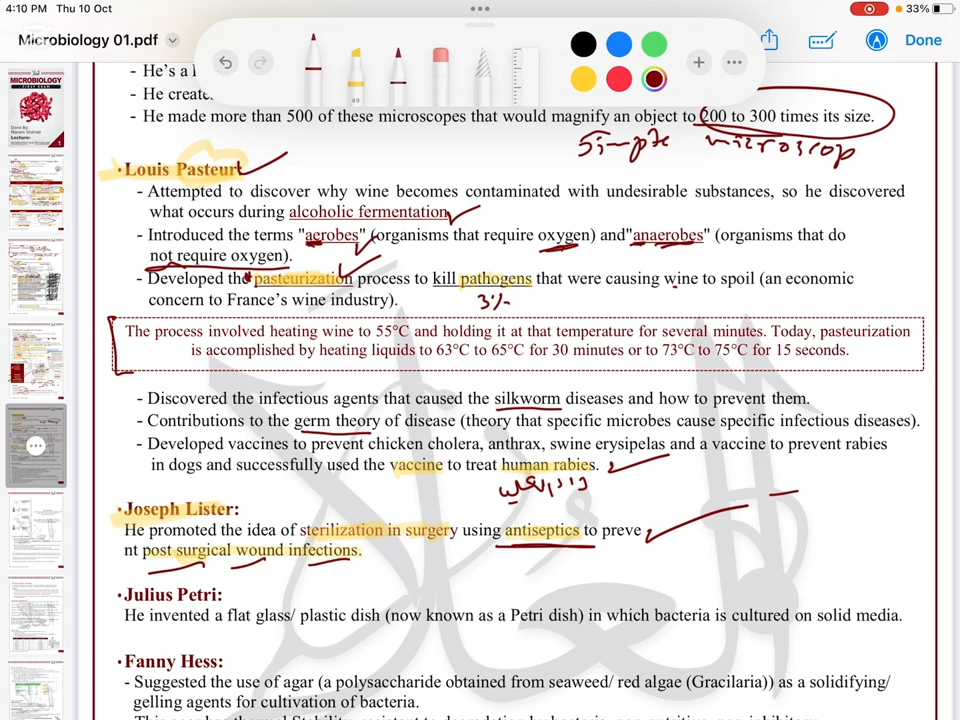 4:10 PM Thu 10 Oct
33%
Microbiology 01.pdf
Done
MICROBIOLOGY
- He's a l
- He create
- He made more than 500 of these microscopes that would magnify an object to 200 to 300 times its size.
Simple microscop
· Louis Pasteur:
- Attempted to discover why wine becomes contaminated with undesirable substances, so he discovered
what occurs during alcoholic fermentation
- Introduced the terms "aerobes" (organisms that require oxygen) and"anaerobes" (organisms that do
not require oxygen).
- Developed the pasteurization process to kill pathogens that were causing wine to spoil (an economic
concern to France's wine industry).
3%
The process involved heating wine to 55°C and holding it at that temperature for several minutes. Today, pasteurization
is accomplished by heating liquids to 63°C to 65°C for 30 minutes or to 73°C to 75°C for 15 seconds.
- Discovered the infectious agents that caused the silkworm diseases and how to prevent them.
- Contributions to the germ theory of disease (theory that specific microbes cause specific infectious diseases).
- Developed vaccines to prevent chicken cholera, anthrax, swine erysipelas and a vaccine to prevent rabies
in dogs and successfully used the vaccine to treat human rabies.
· Joseph Lister:
He promoted the idea of sterilization in surgery using antiseptics to preve
nt post surgical wound infections.
· Julius Petri:
He invented a flat glass/ plastic dish (now known as a Petri dish) in which bacteria is cultured on solid media.
· Fanny Hess:
- Suggested the use of agar (a polysaccharide obtained from seaweed/ red algae (Gracilaria)) as a solidifying/
gelling agents for cultivation of bacteria.